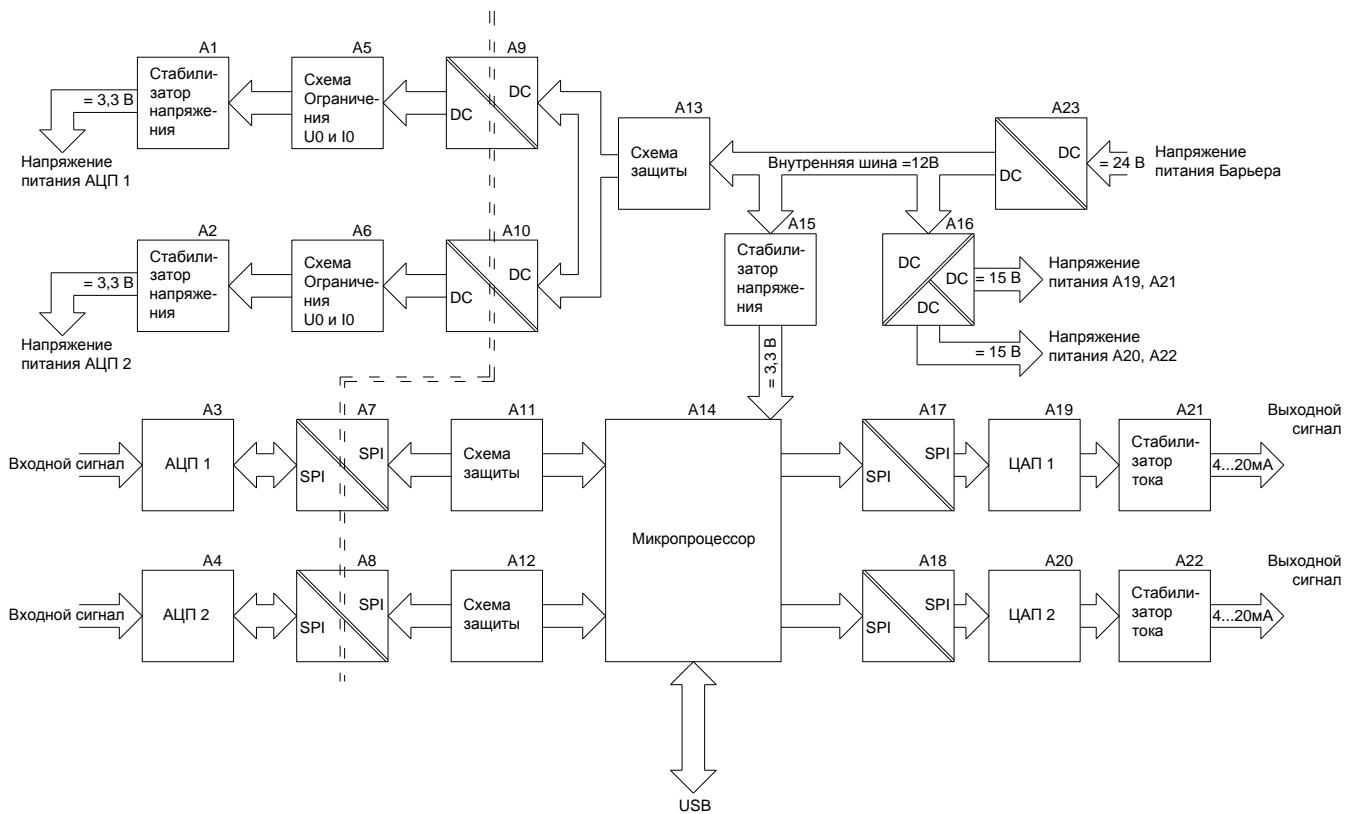 A1
Стабили-
затор
напряже-
ния
= 3,3 В
Напряжение
питания АЦП 1
A5
Схема
Ограниче-
ния
U0 и I0
A9
DC
DC
A13
Схема
защиты
Внутренняя шина =12В
A23
DC
DC
= 24 В
Напряжение
питания Барьера
A2
Стабили-
затор
напряже-
ния
= 3,3 В
Напряжение
питания АЦП 2
A6
Схема
Ограниче-
ния
U0 и I0
A10
DC
DC
A15
Стабили-
затор
напряже-
ния
= 3,3 В
A16
DC
DC
DC
= 15 В
Напряжение
питания А19, А21
= 15 В
Напряжение
питания А20, А22
Входной сигнал
A3
АЦП 1
A7
SPI
SPI
A11
Схема
защиты
A14
Микропроцессор
A17
SPI
SPI
A19
ЦАП 1
A21
Стабили-
затор
тока
4...20мА
Выходной
сигнал
Входной сигнал
A4
АЦП 2
A8
SPI
SPI
A12
Схема
защиты
A18
SPI
SPI
A20
ЦАП 2
A22
Стабили-
затор
тока
4...20мА
Выходной
сигнал
USB